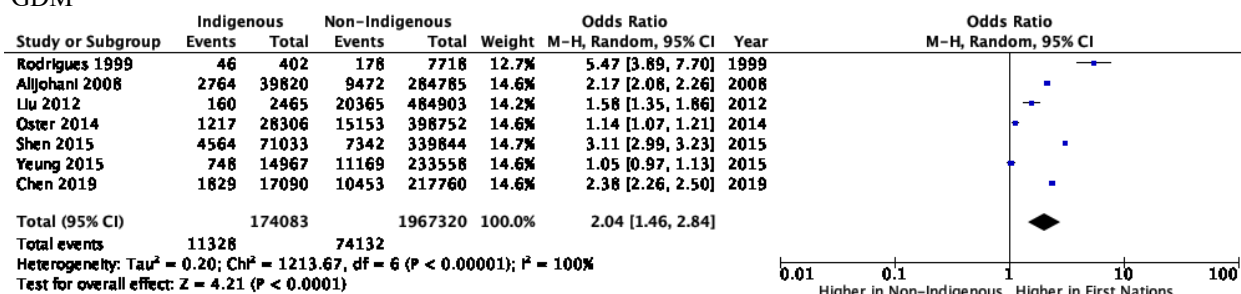 GDM
Indigenous Non-Indigenous Odds Ratio Odds Ratio
Study or Subgroup Events Total Events Total Weight M-H, Random, 95% CI Year M-H, Random, 95% CI
Rodrigues 1999 46 402 178 7718 12.7% 5.47 [3.89, 7.70] 1999
Alijohani 2008 2764 39820 9472 284785 14.6% 2.17 [2.08, 2.26] 2008
Liu 2012 160 2465 20365 484903 14.2% 1.58 [1.35, 1.86] 2012
Oster 2014 1217 28306 15153 398752 14.6% 1.14 [1.07, 1.21] 2014
Shen 2015 4564 71033 7342 339844 14.7% 3.11 [2.99, 3.23] 2015
Yeung 2015 748 14967 11169 233558 14.6% 1.05 [0.97, 1.13] 2015
Chen 2019 1829 17090 10453 217760 14.6% 2.38 [2.26, 2.50] 2019
Total (95% CI) 174083 1967320 100.0% 2.04 [1.46, 2.84]
Total events 11328 74132
Heterogeneity: Tau² = 0.20; Chi² = 1213.67, df = 6 (P < 0.00001); I² = 100%
Test for overall effect: Z = 4.21 (P < 0.0001)
0.01 0.1 1 10 100
Higher in Non-Indigenous Higher in First Nations